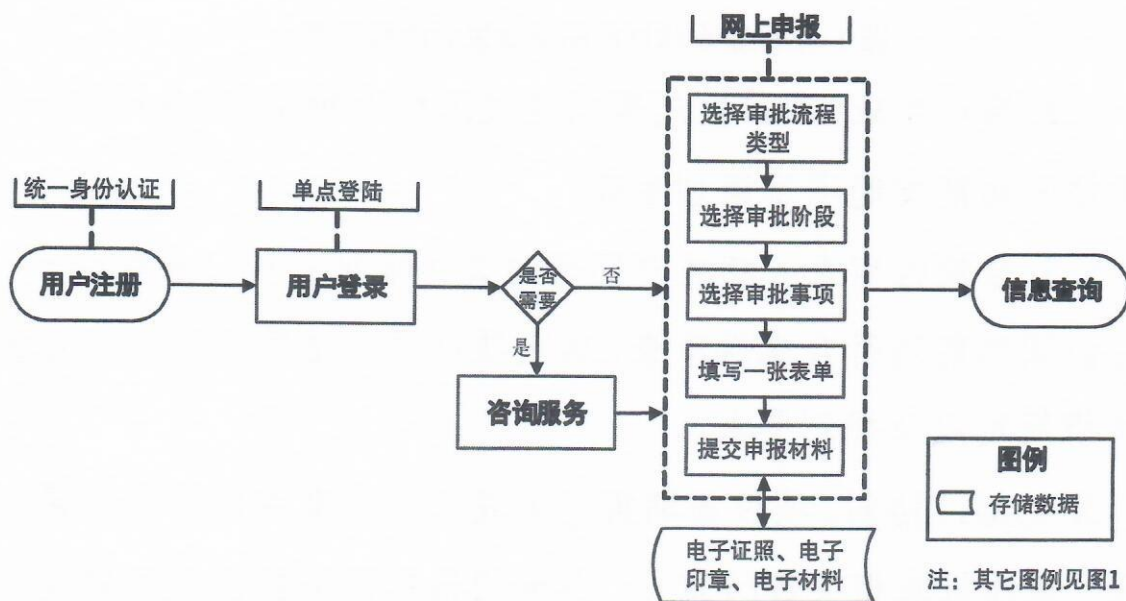 网上申报
选择审批流程
类型
统一身份认证
单点登陆
选择审批阶段
用户注册
用户登录
是否
需要
否
选择审批事项
信息查询
是
填写一张表单
咨询服务
提交申报材料
图例
存储数据
电子证照、电子
印章、电子材料
注：其它图例见图1